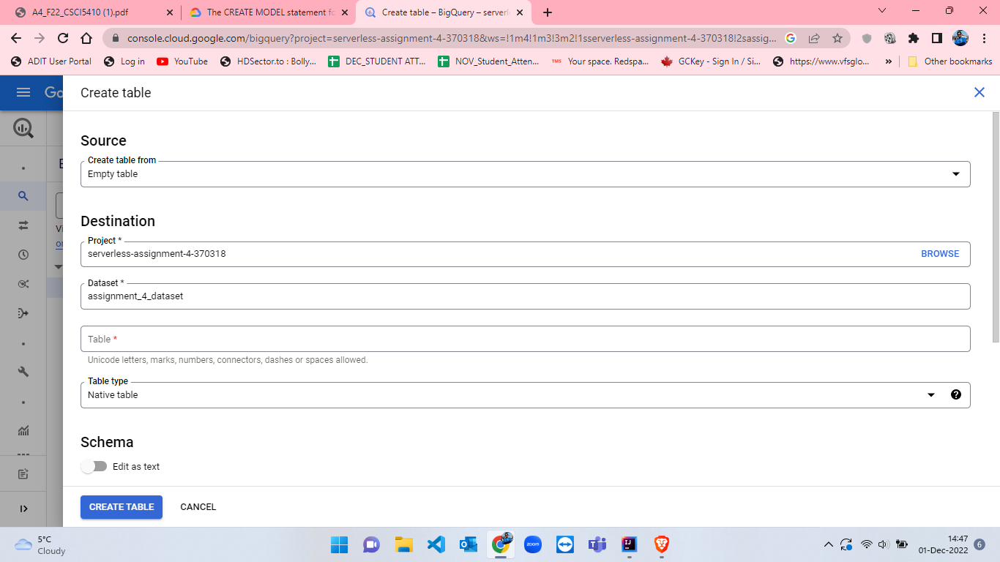 A4_F22_CSCI5410 (1).pdf
The CREATE MODEL statement fo
Create table – BigQuery – serverl
console.cloud.google.com/bigquery?project=serverless-assignment-4-370318&ws=!1m4!1m3!3m2!1sserverless-assignment-4-370318!2sassig...
ADIT User Portal
Log in
YouTube
HDSector.to : Bolly...
DEC_STUDENT ATT...
NOV_Student_Atten...
TMS
Your space. Redspa...
GCKey - Sign In / Si...
https://www.vfsglo...
»
Other bookmarks
Go
Create table
Source
Create table from
Empty table
Destination
Project *
serverless-assignment-4-370318
BROWSE
Dataset *
assignment_4_dataset
Table *
Unicode letters, marks, numbers, connectors, dashes or spaces allowed.
Table type
Native table
Schema
Edit as text
CREATE TABLE
CANCEL
5°C
Cloudy
zoom
14:47
01-Dec-2022
6